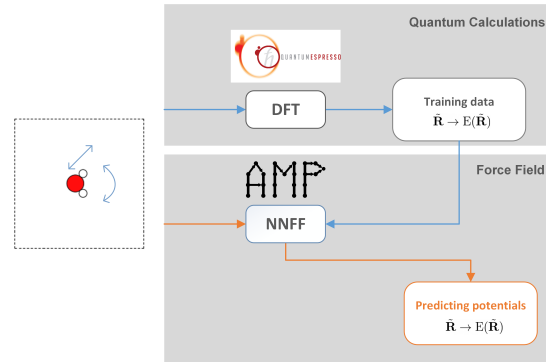 Quantum Calculations
QUANTUMESPRESSO
DFT
Training data
R̃ → E(R̃)
Force Field
AMP
NNFF
Predicting potentials
R̃ → E(R̃)